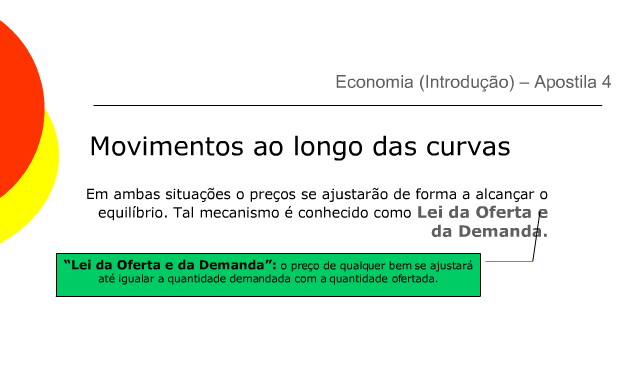 Economia (Introdução) – Apostila 4
Movimentos ao longo das curvas
Em ambas situações o preços se ajustarão de forma a alcançar o
equilíbrio. Tal mecanismo é conhecido como Lei da Oferta e
da Demanda.
“Lei da Oferta e da Demanda”: o preço de qualquer bem se ajustará
até igualar a quantidade demandada com a quantidade ofertada.